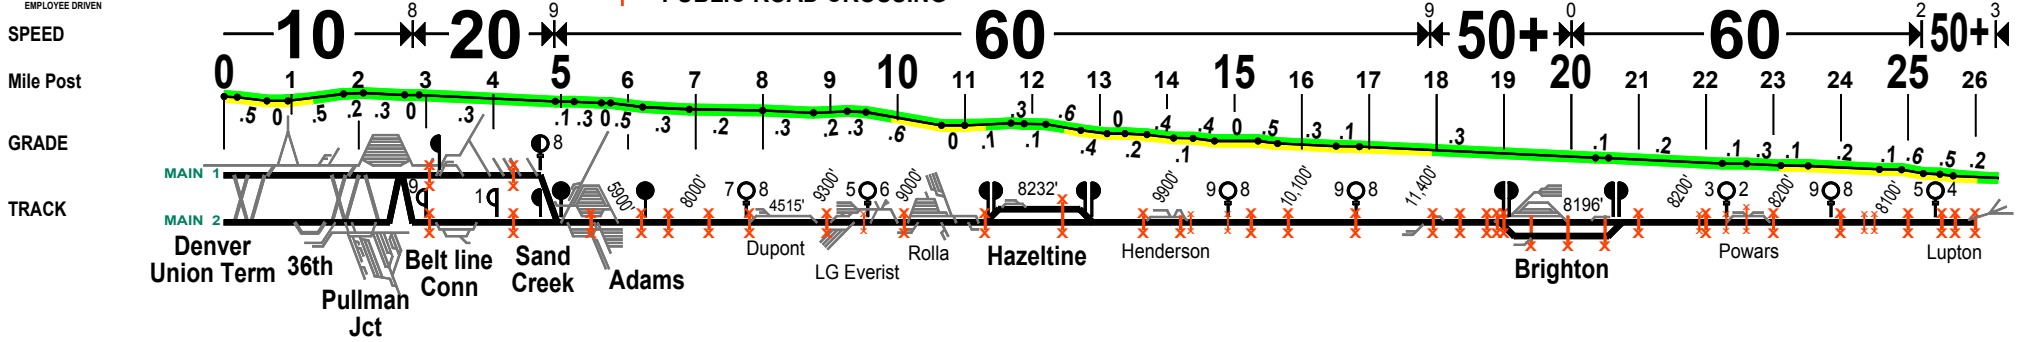 EMPLOYEE DRIVEN
PUBLIC ROAD CROSSING
SPEED 10 8 20 9 60 9 50+ 0 60 2 50+ 3
Mile Post 0 1 2 3 4 5 6 7 8 9 10 11 12 13 14 15 16 17 18 19 20 21 22 23 24 25 26
GRADE .5 0 .5 .2 .3 0 .3 .1 .3 0 .5 .3 .2 .3 .2 .3 .6 0 .1 .3 .1 .6 .4 0 .2 .4 .1 .4 0 .5 .3 .1 .3 .1 .2 .1 .3 .1 .2 .1 .6 .5 .2
MAIN 1 8
TRACK 9 1 5900' 8000' 7 8 4515' 9300' 5 6 9000' 8232' 9900' 9 8 10,100' 9 8 11,400' 8196' 8200' 3 2 8200' 9 8 8100' 5 4
MAIN 2
Denver
Union Term
36th
Pullman
Jct
Belt line
Conn
Sand
Creek
Adams
Dupont
LG Everist
Rolla
Hazeltine
Henderson
Brighton
Powars
Lupton